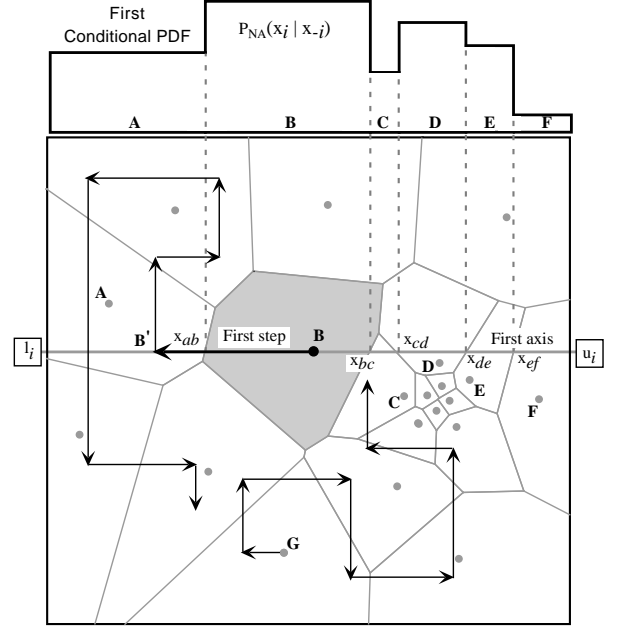 First
Conditional PDF
P_NA(x_i | x_-i)
A B C D E F
A
B' x_ab First step B x_cd First axis
l_i x_bc x_de x_ef u_i
D
C E F
G